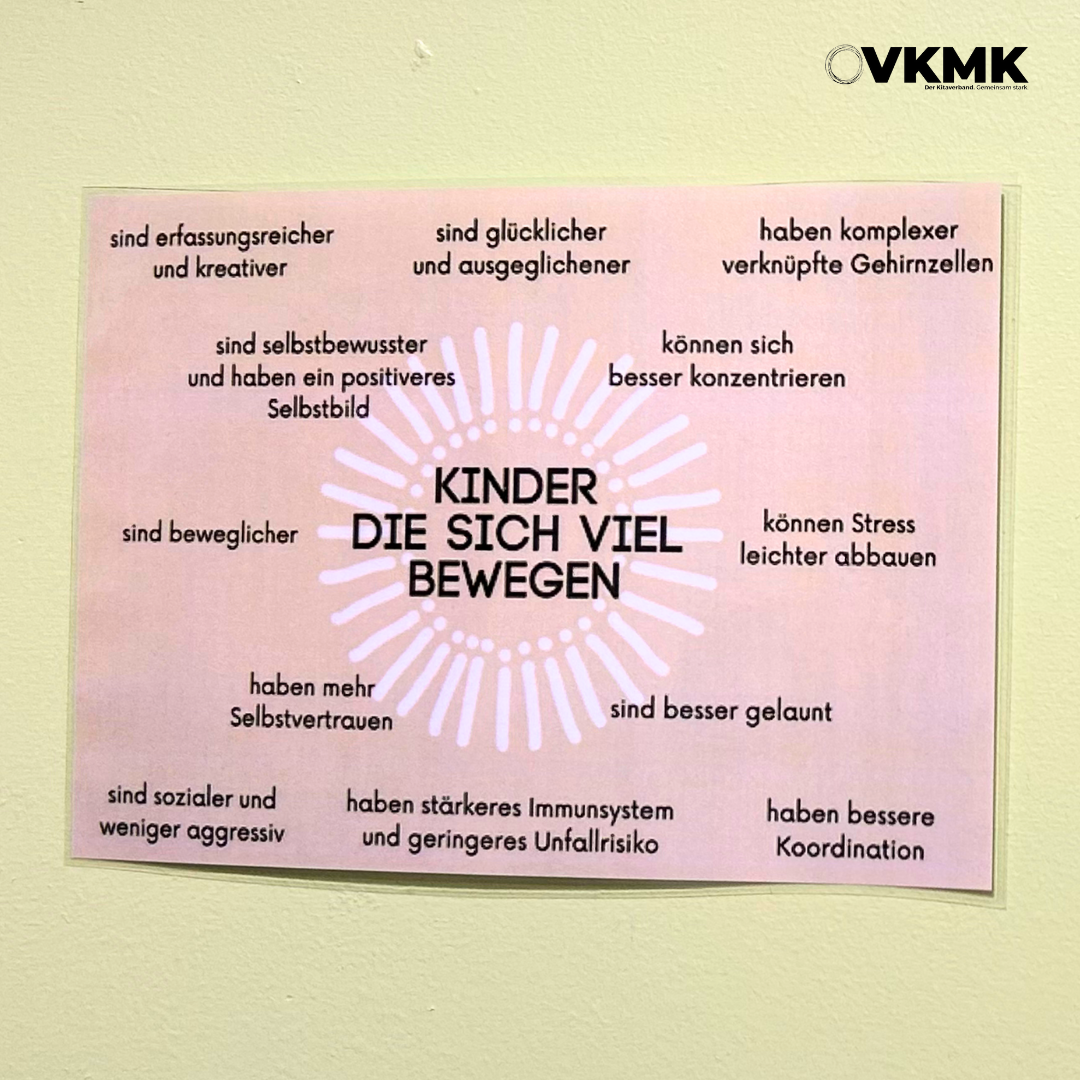 VKMK
Der Kitaverband. Gemeinsam stark.
sind erfassungsreicher
und kreativer
sind glücklicher
und ausgeglichener
haben komplexer
verknüpfte Gehirnzellen
sind selbstbewusster
und haben ein positiveres
Selbstbild
können sich
besser konzentrieren
KINDER
DIE SICH VIEL
BEWEGEN
sind beweglicher
können Stress
leichter abbauen
haben mehr
Selbstvertrauen
sind besser gelaunt
sind sozialer und
weniger aggressiv
haben stärkeres Immunsystem
und geringeres Unfallrisiko
haben bessere
Koordination